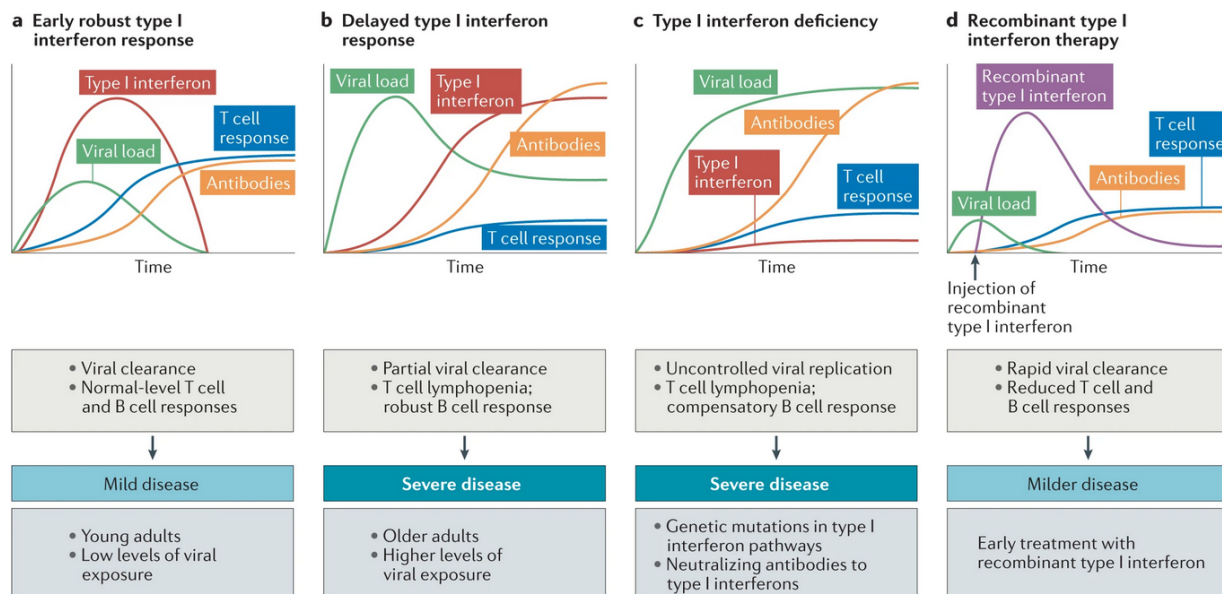 a Early robust type I
interferon response
Type I interferon
T cell
response
Viral load
Antibodies
Time
• Viral clearance
• Normal-level T cell
and B cell responses
Mild disease
• Young adults
• Low levels of viral
exposure
b Delayed type I interferon
response
Viral load
Type I
interferon
Antibodies
T cell response
Time
• Partial viral clearance
• T cell lymphopenia;
robust B cell response
Severe disease
• Older adults
• Higher levels of
viral exposure
c Type I interferon deficiency
Viral load
Antibodies
Type I
interferon
T cell
response
Time
• Uncontrolled viral replication
• T cell lymphopenia;
compensatory B cell response
Severe disease
• Genetic mutations in type I
interferon pathways
• Neutralizing antibodies to
type I interferons
d Recombinant type I
interferon therapy
Recombinant
type I interferon
T cell
response
Antibodies
Viral load
Time
Injection of
recombinant
type I interferon
• Rapid viral clearance
• Reduced T cell and
B cell responses
Milder disease
Early treatment with
recombinant type I interferon